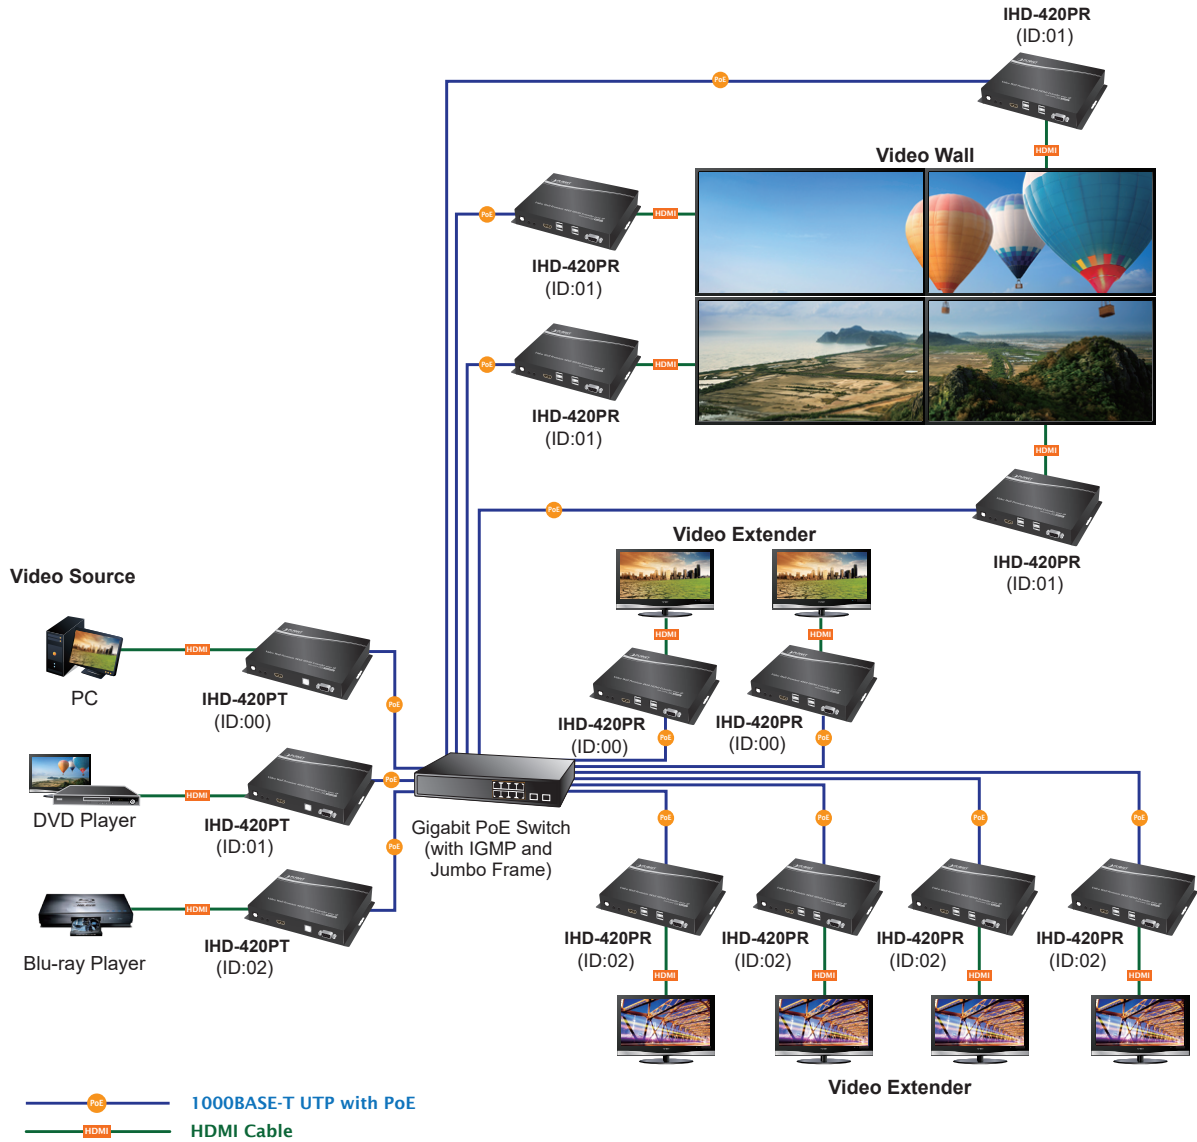 IHD-420PR
(ID:01)
PoE
HDMI
Video Wall
PoE
HDMI
IHD-420PR
(ID:01)
PoE
HDMI
IHD-420PR
(ID:01)
HDMI
PoE
IHD-420PR
(ID:01)
Video Extender
HDMI
HDMI
IHD-420PR
(ID:00)
IHD-420PR
(ID:00)
PoE
PoE
Video Source
HDMI
PC
IHD-420PT
(ID:00)
PoE
HDMI
DVD Player
IHD-420PT
(ID:01)
PoE
HDMI
Blu-ray Player
IHD-420PT
(ID:02)
PoE
Gigabit PoE Switch
(with IGMP and
Jumbo Frame)
PoE
PoE
PoE
PoE
IHD-420PR
(ID:02)
IHD-420PR
(ID:02)
IHD-420PR
(ID:02)
IHD-420PR
(ID:02)
HDMI
HDMI
HDMI
HDMI
Video Extender
PoE
1000BASE-T UTP with PoE
HDMI
HDMI Cable